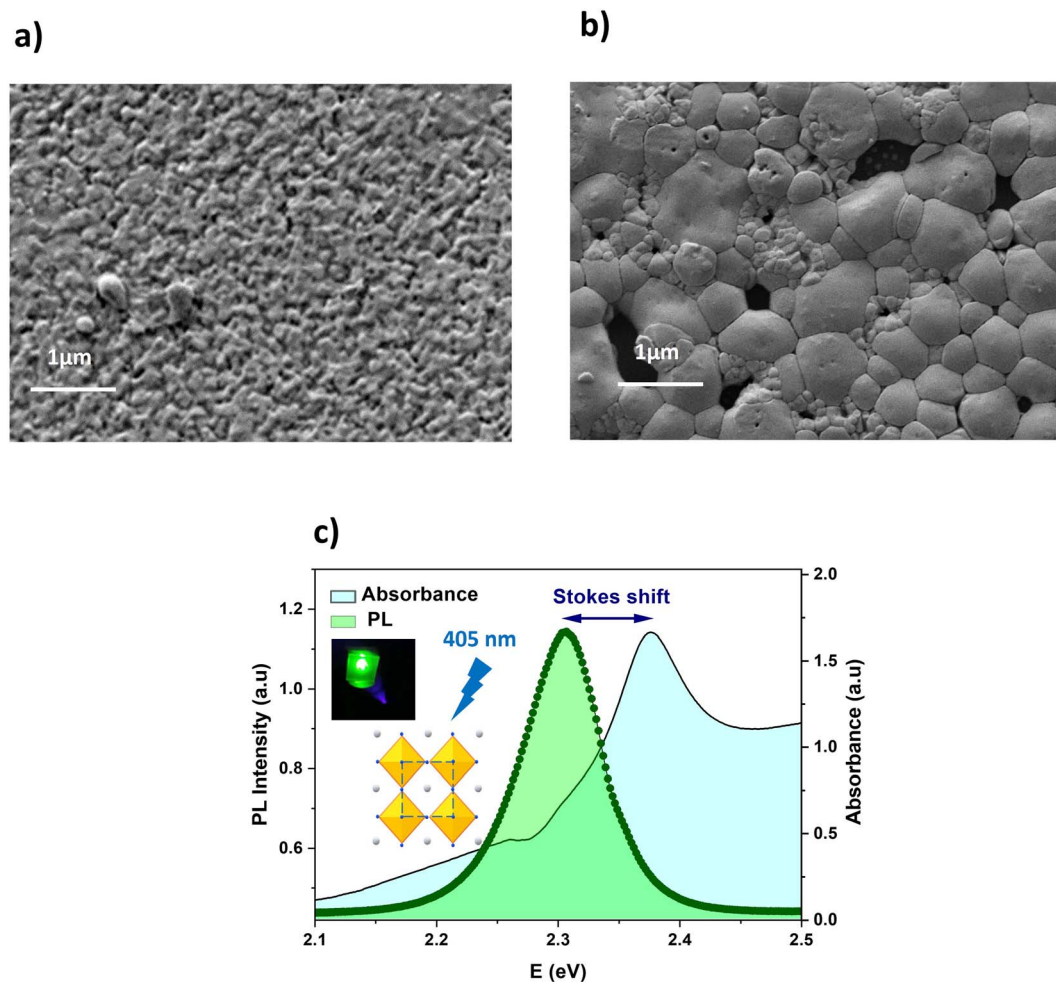 a)
b)
1μm
1μm
c)
Absorbance
PL
Stokes shift
405 nm
PL Intensity (a.u)
1.2
1.0
0.8
0.6
2.0
1.5
1.0
0.5
0.0
Absorbance (a.u)
2.1
2.2
2.3
2.4
2.5
E (eV)